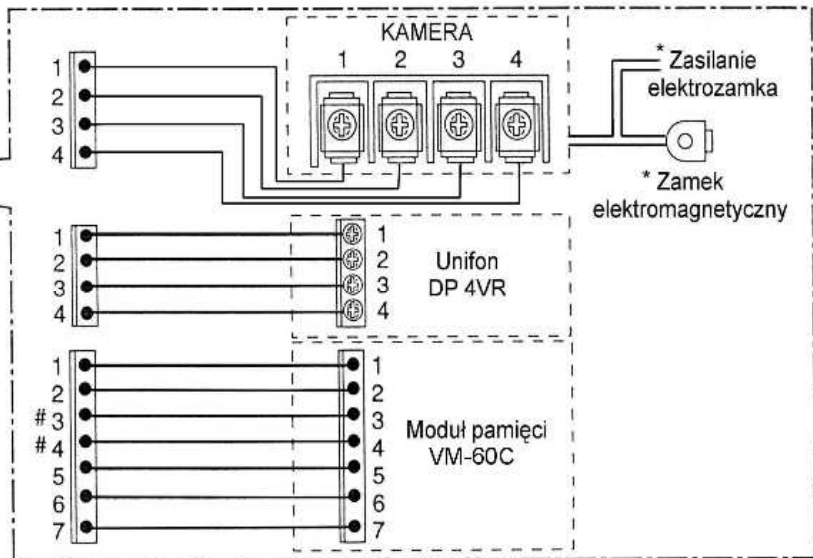 KAMERA
1 2 3 4
1
2
3
4
* Zasilanie
elektrozamka
* Zamek
elektromagnetyczny
1
2
3
4
1
2
3
4
Unifon
DP 4VR
1
2
# 3
# 4
5
6
7
1
2
3
4
5
6
7
Moduł pamięci
VM-60C